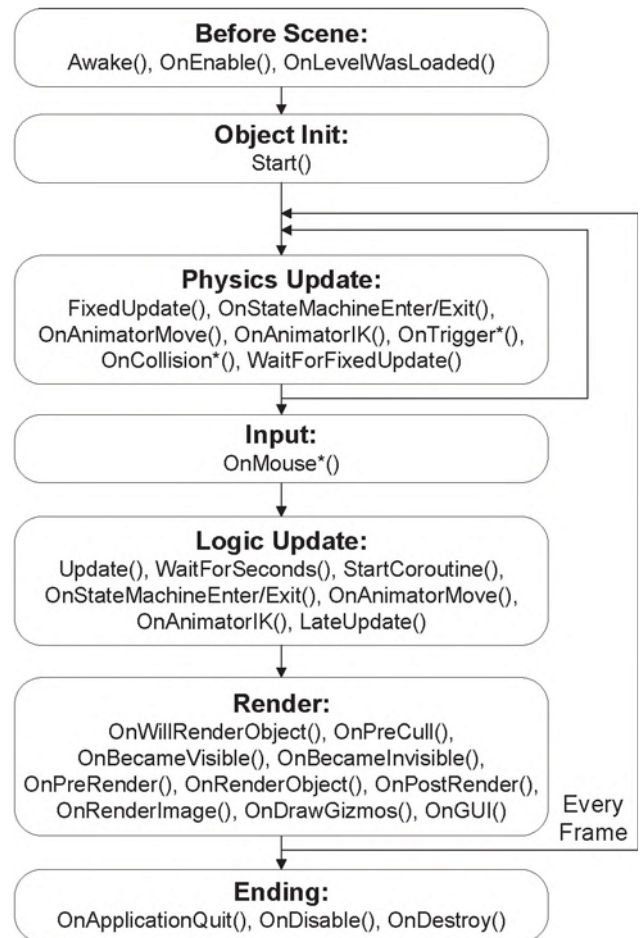 Before Scene:
Awake(), OnEnable(), OnLevelWasLoaded()
Object Init:
Start()
Physics Update:
FixedUpdate(), OnStateMachineEnter/Exit(),
OnAnimatorMove(), OnAnimatorIK(), OnTrigger*(),
OnCollision*(), WaitForFixedUpdate()
Input:
OnMouse*()
Logic Update:
Update(), WaitForSeconds(), StartCoroutine(),
OnStateMachineEnter/Exit(), OnAnimatorMove(),
OnAnimatorIK(), LateUpdate()
Render:
OnWillRenderObject(), OnPreCull(),
OnBecameVisible(), OnBecameInvisible(),
OnPreRender(), OnRenderObject(), OnPostRender(),
OnRenderImage(), OnDrawGizmos(), OnGUI()
Every
Frame
Ending:
OnApplicationQuit(), OnDisable(), OnDestroy()